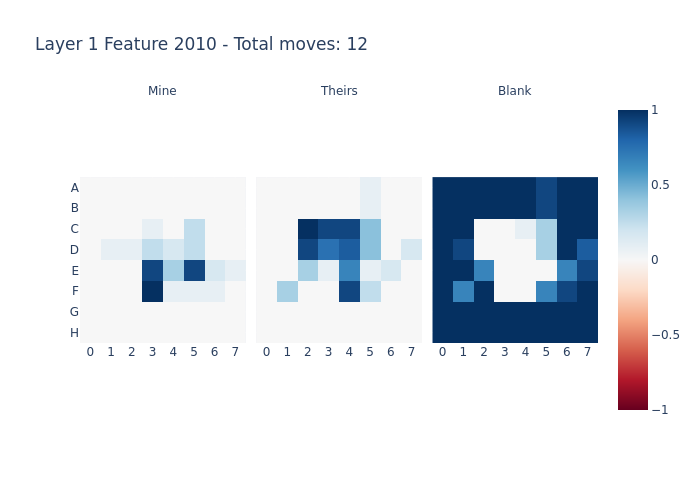 Layer 1 Feature 2010 - Total moves: 12
Mine
Theirs
Blank
A
B
C
D
E
F
G
H
0 1 2 3 4 5 6 7
0 1 2 3 4 5 6 7
0 1 2 3 4 5 6 7
1
0.5
0
−0.5
−1